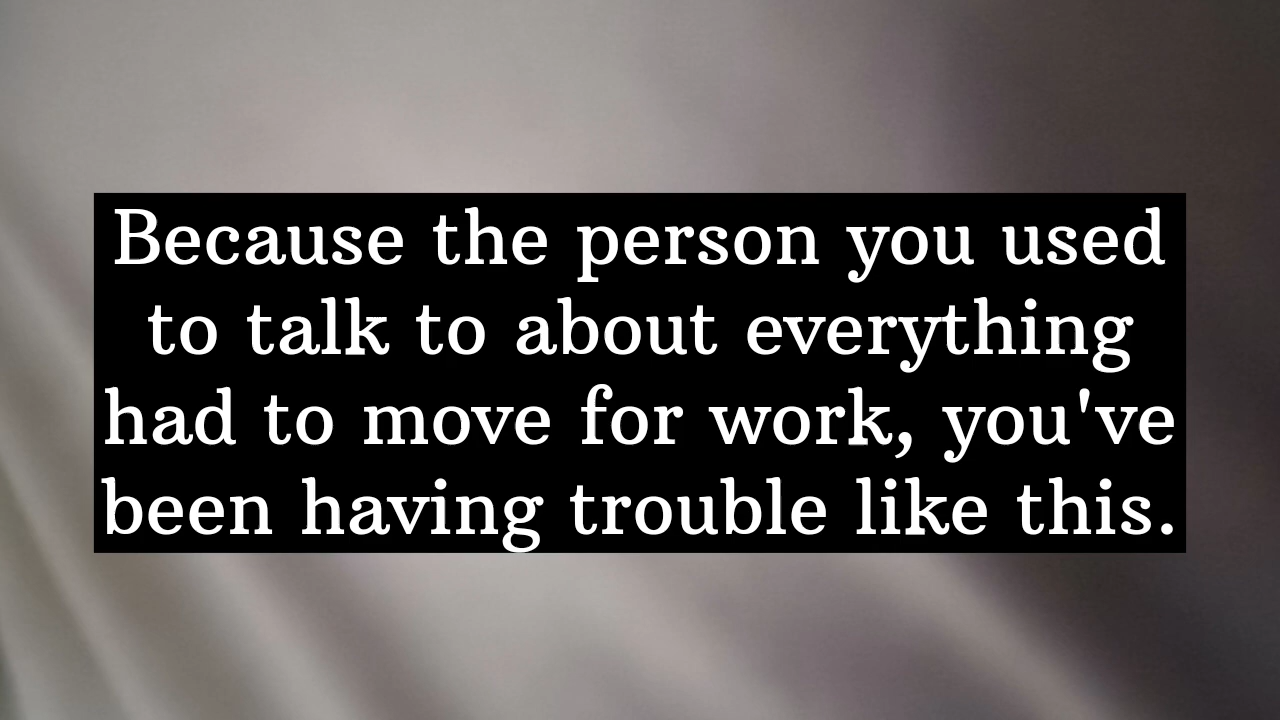 Because the person you used
to talk to about everything
had to move for work, you've
been having trouble like this.